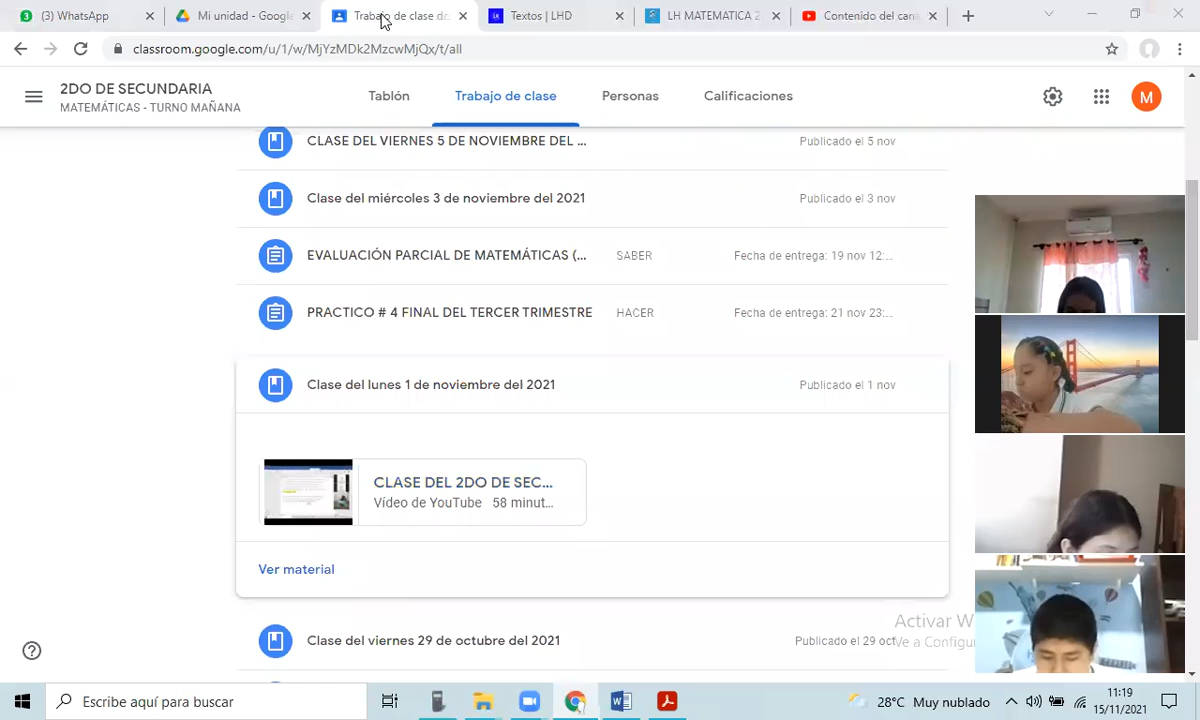 (3) WhatsApp
Mi unidad - Google
Trabajo de clase de
Textos | LHD
LH MATEMATICA 2
Contenido del can
classroom.google.com/u/1/w/MjYzMDk2MzcwMjQx/t/all
2DO DE SECUNDARIA
MATEMÁTICAS - TURNO MAÑANA
Tablón
Trabajo de clase
Personas
Calificaciones
M
CLASE DEL VIERNES 5 DE NOVIEMBRE DEL ...
Publicado el 5 nov
Clase del miércoles 3 de noviembre del 2021
Publicado el 3 nov
EVALUACIÓN PARCIAL DE MATEMÁTICAS (...
SABER
Fecha de entrega: 19 nov 12:...
PRACTICO # 4 FINAL DEL TERCER TRIMESTRE
HACER
Fecha de entrega: 21 nov 23:...
Clase del lunes 1 de noviembre del 2021
Publicado el 1 nov
CLASE DEL 2DO DE SEC...
Vídeo de YouTube 58 minut...
Ver material
Clase del viernes 29 de octubre del 2021
Publicado el 29 oct
Activar W
Ve a Configu
Escribe aquí para buscar
28°C Muy nublado
11:19
15/11/2021